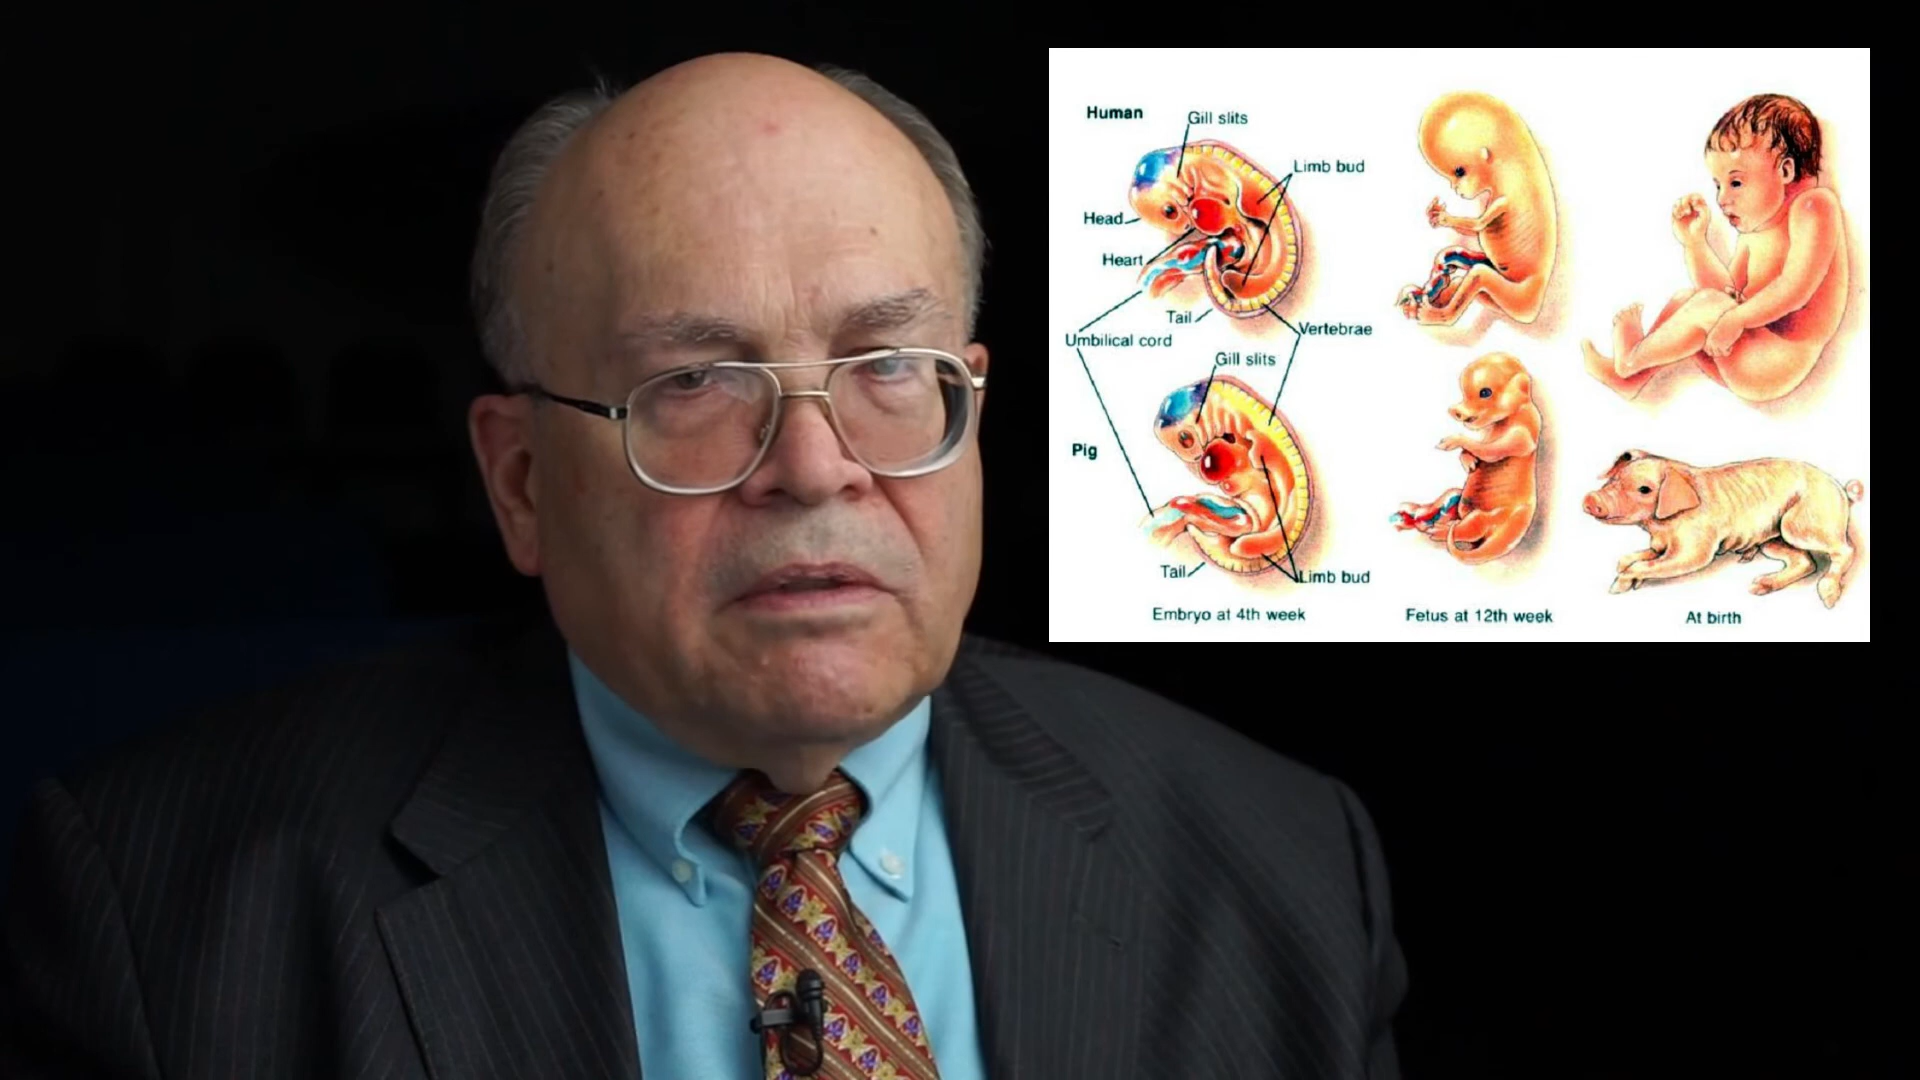 Human
Gill slits
Limb bud
Head
Heart
Tail
Umbilical cord
Vertebrae
Gill slits
Pig
Tail
Limb bud
Embryo at 4th week
Fetus at 12th week
At birth